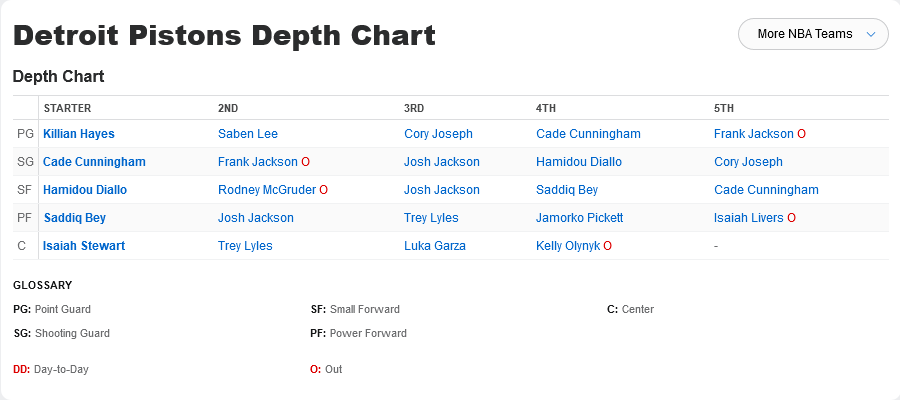 Detroit Pistons Depth Chart
More NBA Teams
Depth Chart
STARTER 2ND 3RD 4TH 5TH
PG Killian Hayes Saben Lee Cory Joseph Cade Cunningham Frank Jackson O
SG Cade Cunningham Frank Jackson O Josh Jackson Hamidou Diallo Cory Joseph
SF Hamidou Diallo Rodney McGruder O Josh Jackson Saddiq Bey Cade Cunningham
PF Saddiq Bey Josh Jackson Trey Lyles Jamorko Pickett Isaiah Livers O
C Isaiah Stewart Trey Lyles Luka Garza Kelly Olynyk O -
GLOSSARY
PG: Point Guard SF: Small Forward C: Center
SG: Shooting Guard PF: Power Forward
DD: Day-to-Day O: Out